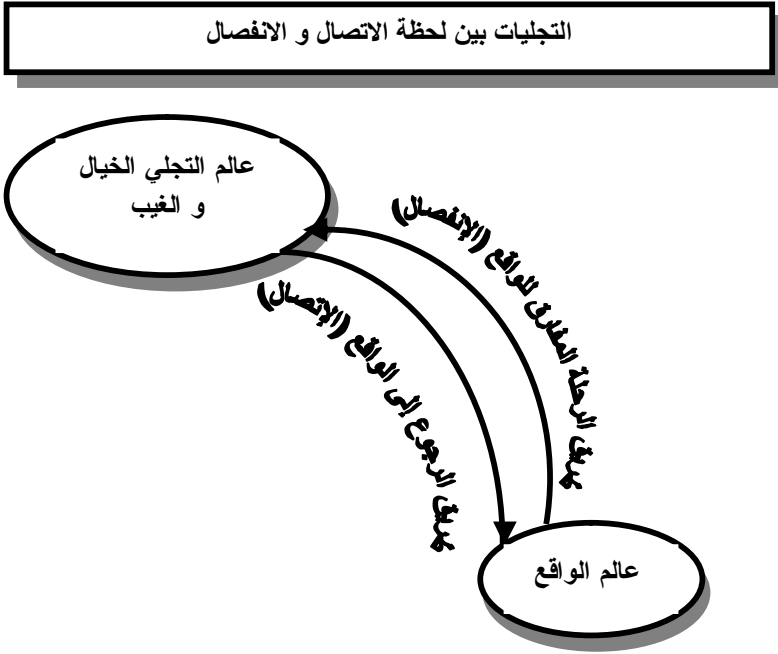 التجليات بين لحظة الاتصال و الانفصال
عالم التجلي الخيال
و الغيب
طريق الرحلة المفارق للواقع (الإنفصال)
طريق الرجوع إلى الواقع (الإتصال)
عالم الواقع